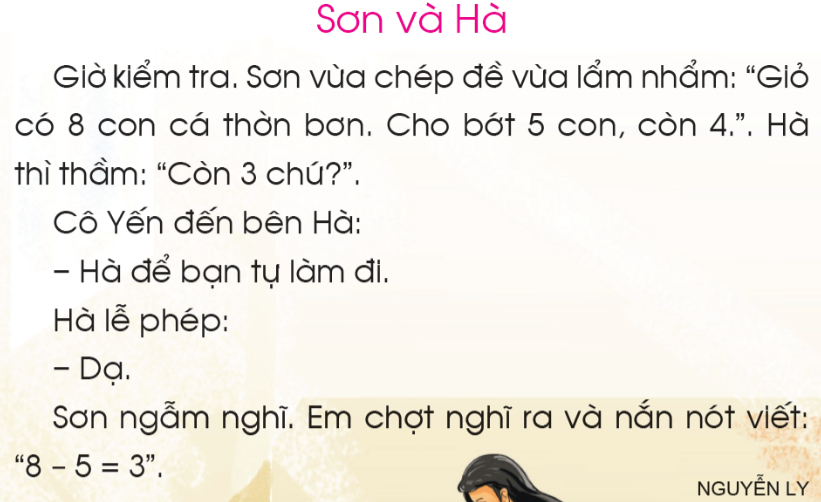 Sơn và Hà
Giờ kiểm tra. Sơn vừa chép đề vừa lẩm nhẩm: “Giỏ
có 8 con cá thờn bơn. Cho bớt 5 con, còn 4.”. Hà
thì thầm: “Còn 3 chứ?”.
Cô Yến đến bên Hà:
– Hà để bạn tự làm đi.
Hà lễ phép:
– Dạ.
Sơn ngẫm nghĩ. Em chợt nghĩ ra và nắn nót viết:
“8 – 5 = 3”.
NGUYỄN LY